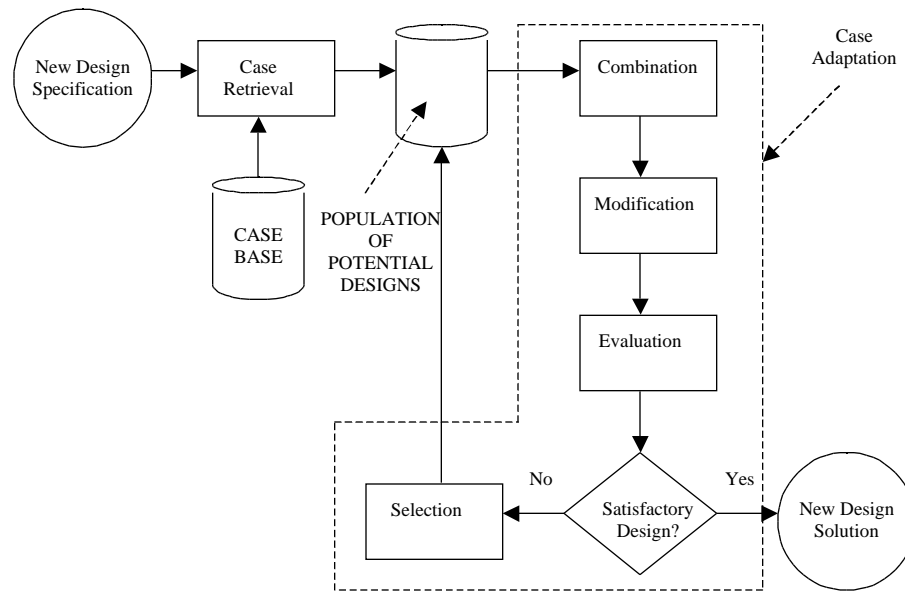 New Design
Specification
Case
Retrieval
CASE
BASE
POPULATION
OF
POTENTIAL
DESIGNS
Combination
Modification
Evaluation
Satisfactory
Design?
No
Yes
Selection
New Design
Solution
Case
Adaptation